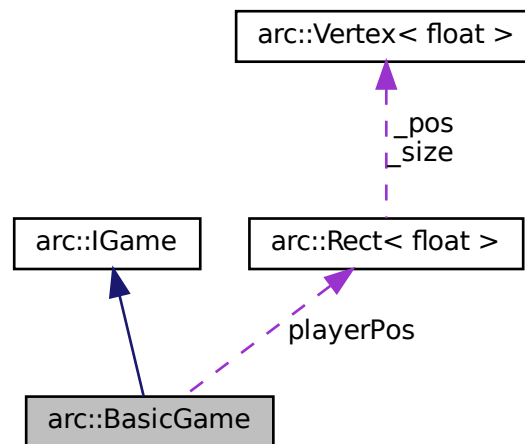 arc::Vertex< float >
_pos
_size
arc::IGame
arc::Rect< float >
playerPos
arc::BasicGame